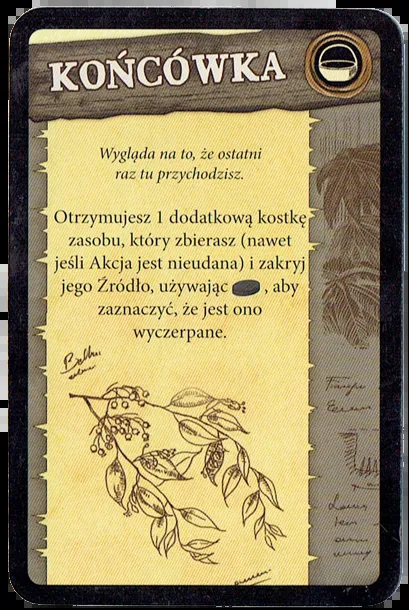 KOŃCÓWKA
Wygląda na to, że ostatni
raz tu przychodzisz.
Otrzymujesz 1 dodatkową kostkę
zasobu, który zbierasz (nawet
jeśli Akcja jest nieudana) i zakryj
jego Źródło, używając , aby
zaznaczyć, że jest ono
wyczerpane.